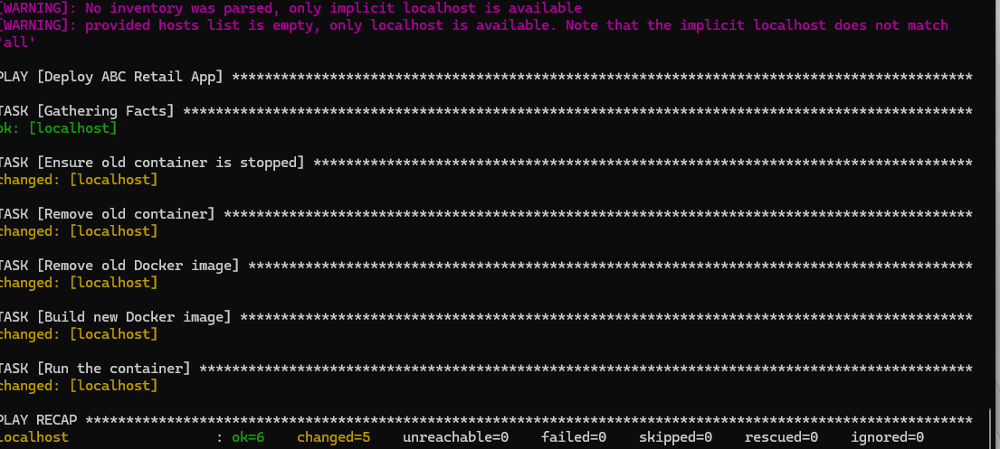 [WARNING]: No inventory was parsed, only implicit localhost is available
[WARNING]: provided hosts list is empty, only localhost is available. Note that the implicit localhost does not match
'all'
PLAY [Deploy ABC Retail App] *******************************************************************************************
TASK [Gathering Facts] *************************************************************************************************
ok: [localhost]
TASK [Ensure old container is stopped] *********************************************************************************
changed: [localhost]
TASK [Remove old container] ********************************************************************************************
changed: [localhost]
TASK [Remove old Docker image] *****************************************************************************************
changed: [localhost]
TASK [Build new Docker image] ******************************************************************************************
changed: [localhost]
TASK [Run the container] ***********************************************************************************************
changed: [localhost]
PLAY RECAP *************************************************************************************************************
localhost                  : ok=6    changed=5    unreachable=0    failed=0    skipped=0    rescued=0    ignored=0